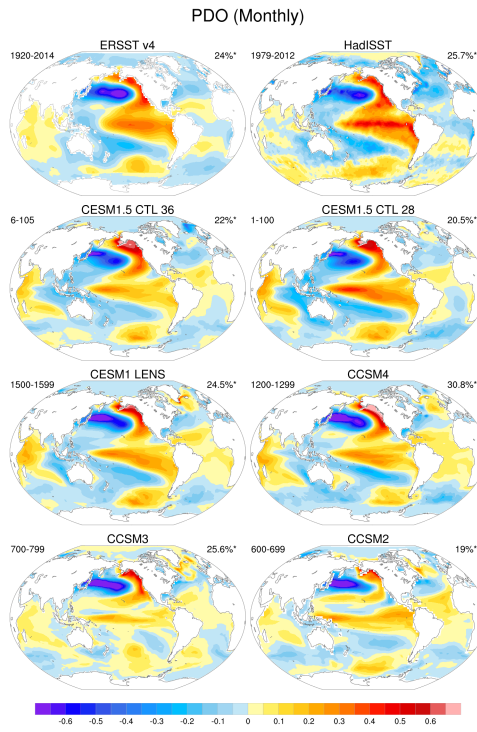 PDO (Monthly)
ERSST v4
HadISST
1920-2014
24%*
1979-2012
25.7%*
CESM1.5 CTL 36
CESM1.5 CTL 28
6-105
22%*
1-100
20.5%*
CESM1 LENS
CCSM4
1500-1599
24.5%*
1200-1299
30.8%*
CCSM3
CCSM2
700-799
25.6%*
600-699
19%*
-0.6 -0.5 -0.4 -0.3 -0.2 -0.1 0 0.1 0.2 0.3 0.4 0.5 0.6